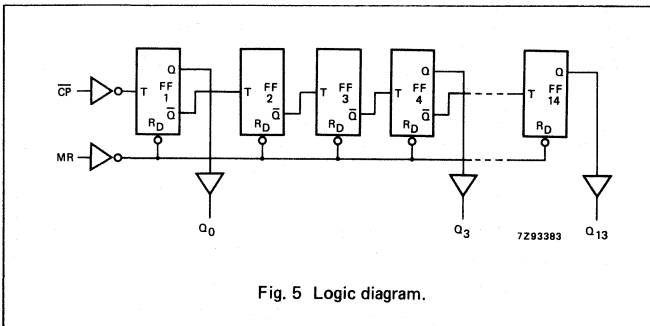 Q Q
FF FF FF FF FF
CP T 1 T 2 T 3 T 4 T 14
Q̅ Q̅ Q̅ Q̅
R_D R_D R_D R_D R_D
MR
Q
Q₀ Q₃ 7Z93383 Q₁₃
Fig. 5 Logic diagram.